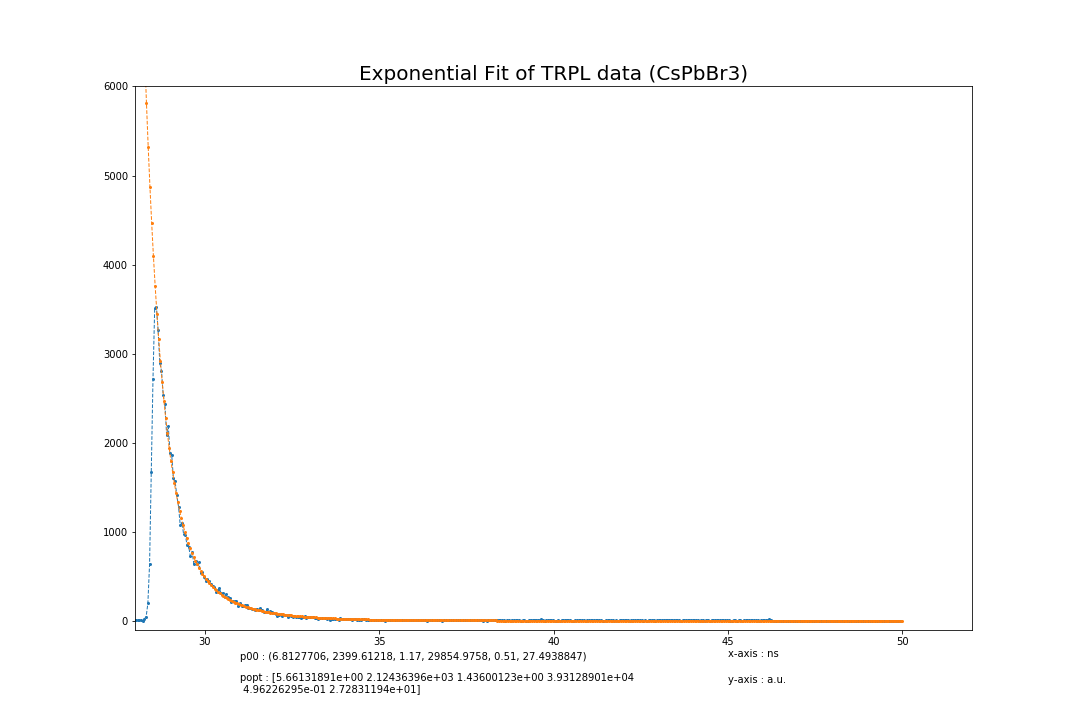 Exponential Fit of TRPL data (CsPbBr3)
6000
5000
4000
3000
2000
1000
0
30
35
40
45
50
p00 : (6.8127706, 2399.61218, 1.17, 29854.9758, 0.51, 27.4938847)
x-axis : ns
popt : [5.66131891e+00 2.12436396e+03 1.43600123e+00 3.93128901e+04
4.96226295e-01 2.72831194e+01]
y-axis : a.u.